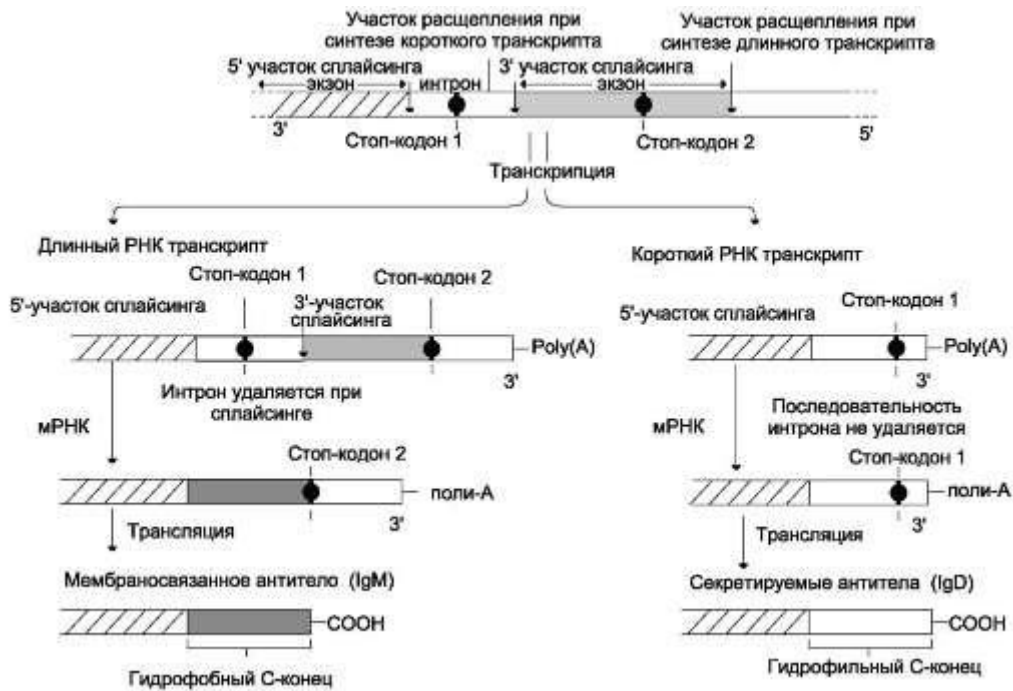 Участок расщепления при
синтезе короткого транскрипта
Участок расщепления при
синтезе длинного транскрипта
5' участок сплайсинга
3' участок сплайсинга
экзон
интрон
экзон
3'
Стоп-кодон 1
Стоп-кодон 2
5'
Транскрипция
Длинный РНК транскрипт
Стоп-кодон 1
Стоп-кодон 2
5'-участок сплайсинга
3'-участок
сплайсинга
Poly(A)
3'
Интрон удаляется при
сплайсинге
мРНК
Стоп-кодон 2
поли-А
3'
Трансляция
Мембраносвязанное антитело (IgM)
COOH
Гидрофобный С-конец
Короткий РНК транскрипт
Стоп-кодон 1
5'-участок сплайсинга
Poly(A)
3'
Последовательность
интрона не удаляется
мРНК
Стоп-кодон 1
поли-А
3'
Трансляция
Секретируемые антитела (IgD)
COOH
Гидрофильный С-конец